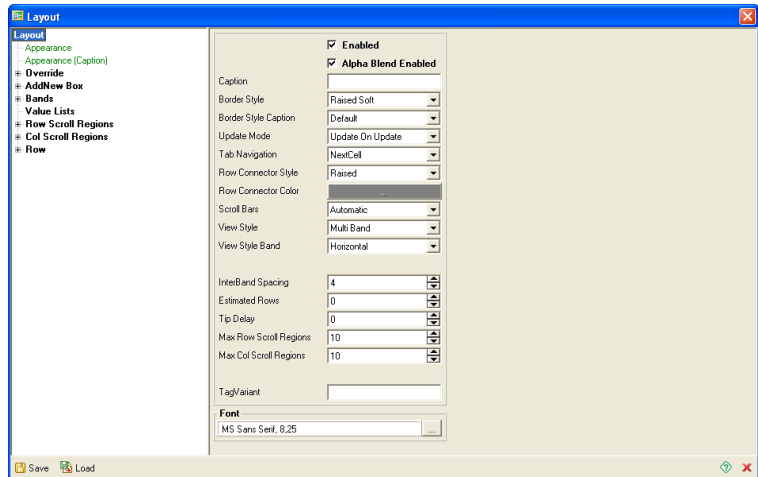 Layout
Layout
Appearance
Appearance (Caption)
Override
AddNew Box
Bands
Value Lists
Row Scroll Regions
Col Scroll Regions
Row
Enabled
Alpha Blend Enabled
Caption
Border Style Raised Soft
Border Style Caption Default
Update Mode Update On Update
Tab Navigation NextCell
Row Connector Style Raised
Row Connector Color ...
Scroll Bars Automatic
View Style Multi Band
View Style Band Horizontal
InterBand Spacing 4
Estimated Rows 0
Tip Delay 0
Max Row Scroll Regions 10
Max Col Scroll Regions 10
TagVariant
Font
MS Sans Serif, 8,25 ...
Save Load